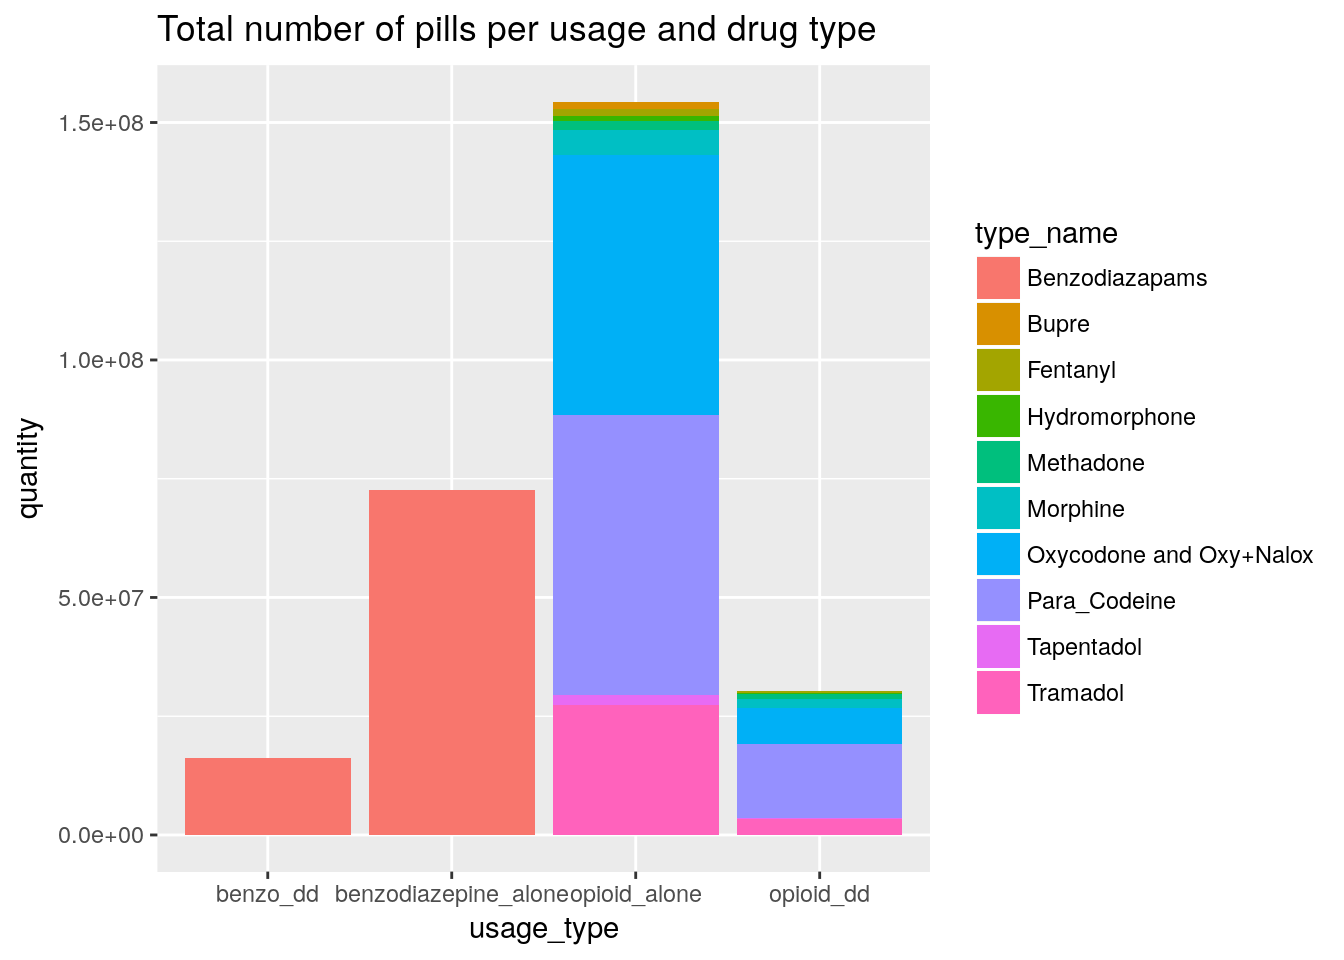 Total number of pills per usage and drug type
1.5e+08
1.0e+08
5.0e+07
0.0e+00
quantity
benzo_dd
benzodiazepine_alone
opioid_alone
opioid_dd
usage_type
type_name
Benzodiazapams
Bupre
Fentanyl
Hydromorphone
Methadone
Morphine
Oxycodone and Oxy+Nalox
Para_Codeine
Tapentadol
Tramadol